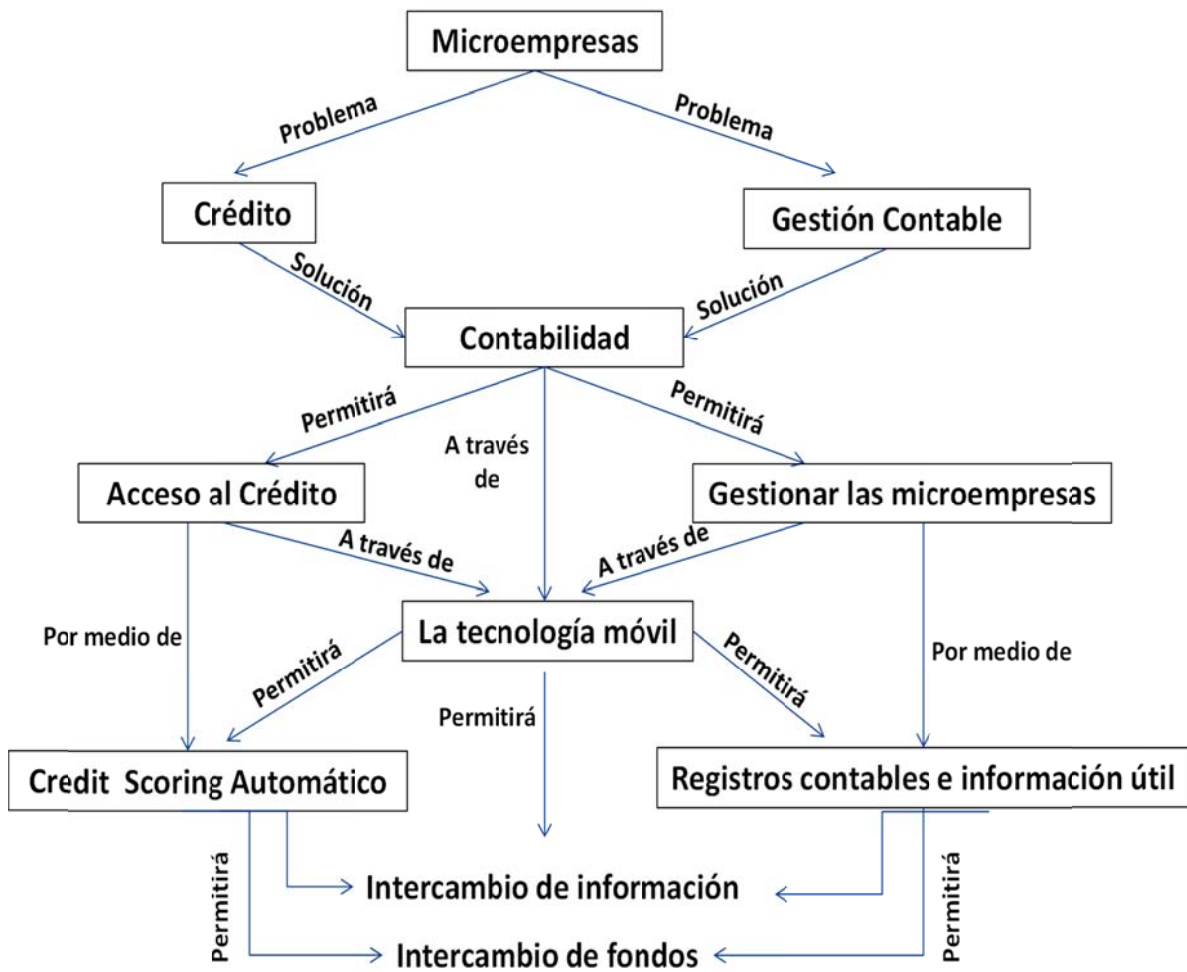 Microempresas
Problema
Problema
Crédito
Gestión Contable
Solución
Solución
Contabilidad
Permitirá
A través
de
Permitirá
Acceso al Crédito
Gestionar las microempresas
A través de
A través de
La tecnología móvil
Por medio de
Permitirá
Permitirá
Permitirá
Por medio de
Credit Scoring Automático
Registros contables e información útil
Permitirá
Intercambio de información
Permitirá
Intercambio de fondos